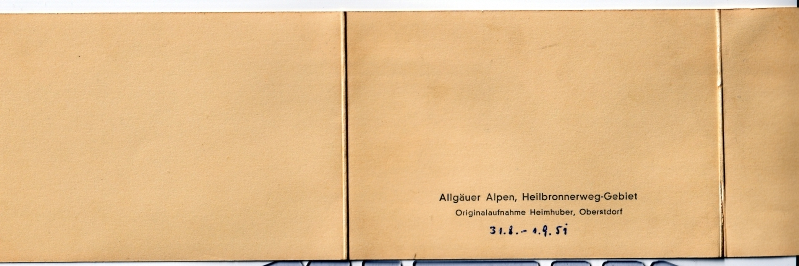 Allgäuer Alpen, Heilbronnerweg-Gebiet
Originalaufnahme Heimhuber, Oberstdorf
31.8.-1.9.51